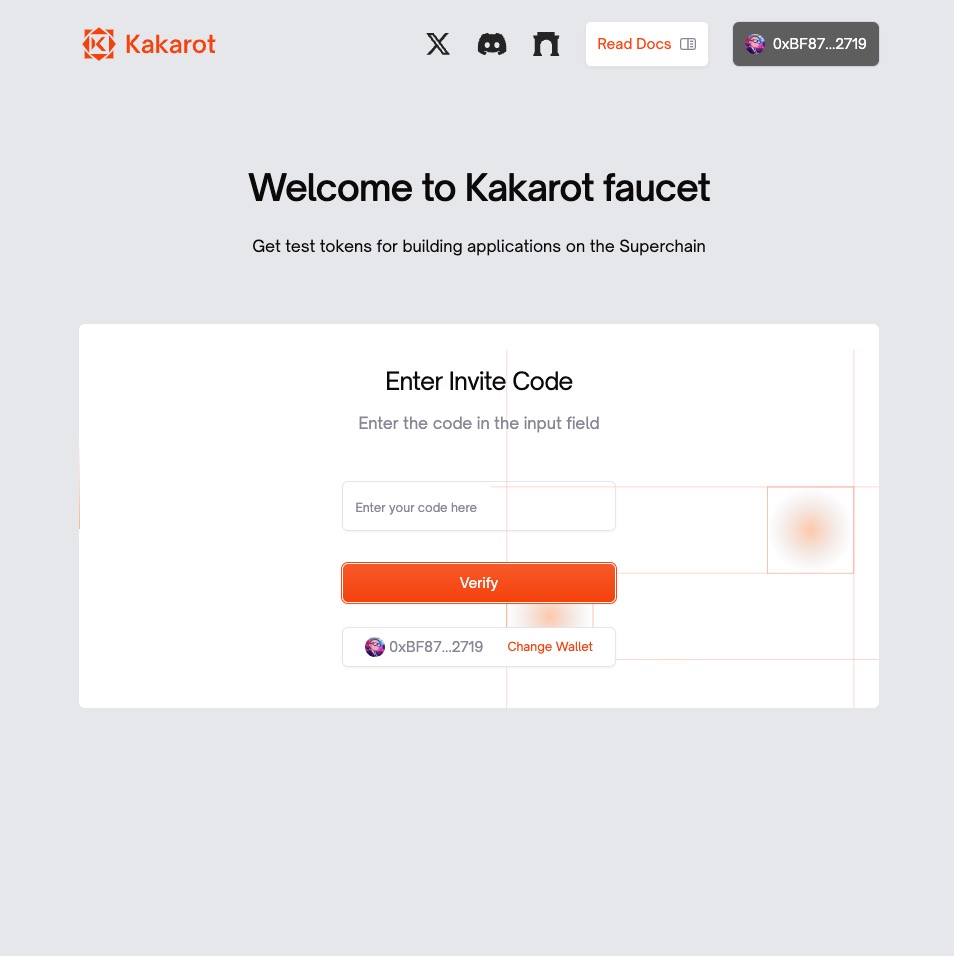 Kakarot
Read Docs
0xBF87...2719
Welcome to Kakarot faucet
Get test tokens for building applications on the Superchain
Enter Invite Code
Enter the code in the input field
Enter your code here
Verify
0xBF87...2719 Change Wallet